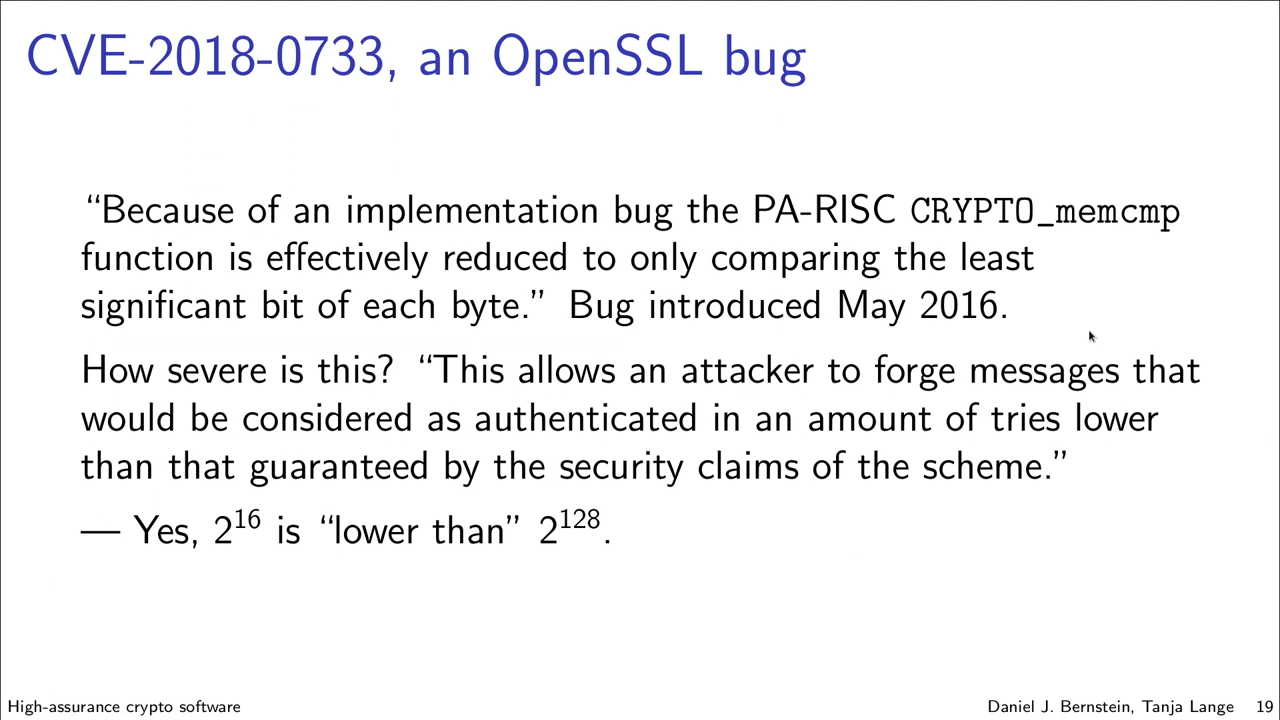 CVE-2018-0733, an OpenSSL bug
“Because of an implementation bug the PA-RISC CRYPTO_memcmp
function is effectively reduced to only comparing the least
significant bit of each byte.” Bug introduced May 2016.
How severe is this? “This allows an attacker to forge messages that
would be considered as authenticated in an amount of tries lower
than that guaranteed by the security claims of the scheme.”
— Yes, 2¹⁶ is “lower than” 2¹²⁸.
High-assurance crypto software
Daniel J. Bernstein, Tanja Lange 19